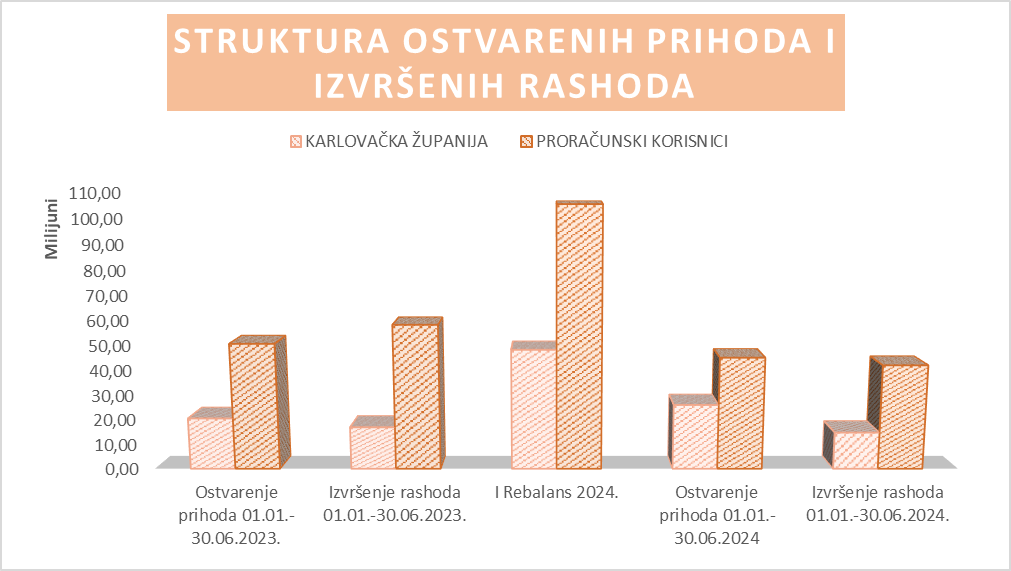 STRUKTURA OSTVARENIH PRIHODA I
IZVRŠENIH RASHODA
KARLOVAČKA ŽUPANIJA
PRORAČUNSKI KORISNICI
Milijuni
110,00
100,00
90,00
80,00
70,00
60,00
50,00
40,00
30,00
20,00
10,00
0,00
Ostvarenje
prihoda 01.01.-
30.06.2023.
Izvršenje rashoda
01.01.-30.06.2023.
I Rebalans 2024.
Ostvarenje
prihoda 01.01.-
30.06.2024
Izvršenje rashoda
01.01.-30.06.2024.